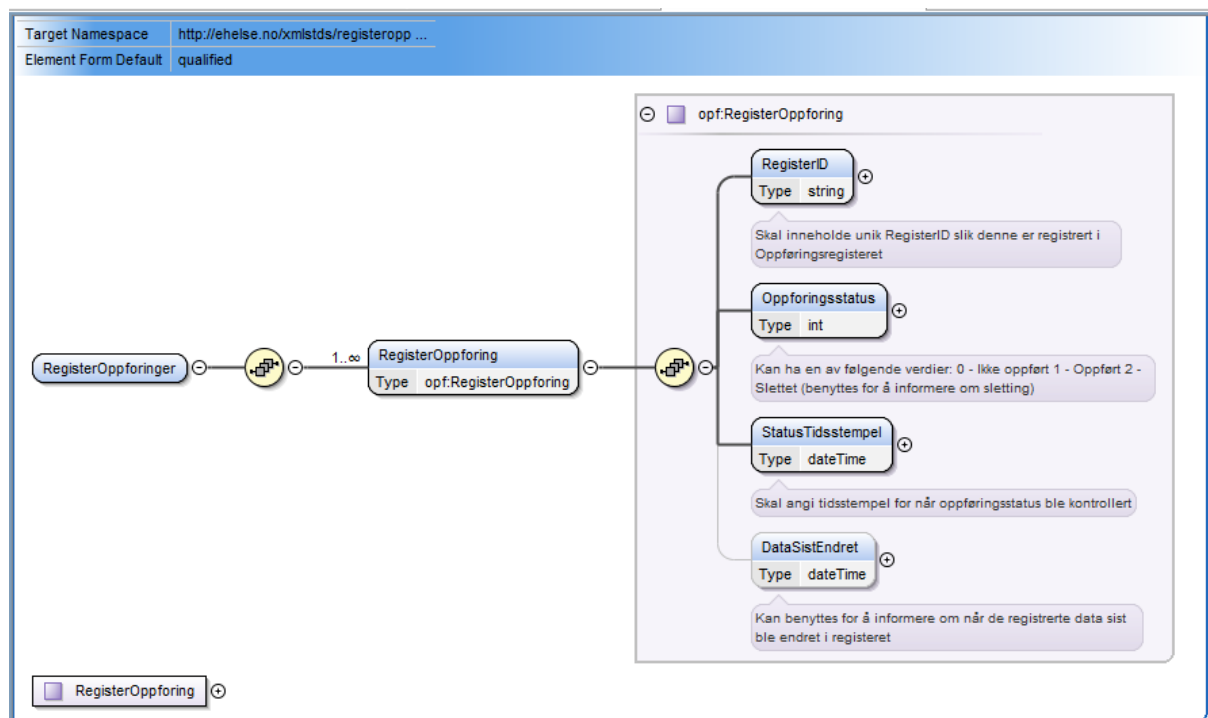 Target Namespace http://ehelse.no/xmlstds/registeropp ...
Element Form Default qualified
opf:RegisterOppforing
RegisterID
Type string
Skal inneholde unik RegisterID slik denne er registrert i
Oppføringsregisteret
Oppforingsstatus
Type int
Kan ha en av følgende verdier: 0 - Ikke oppført 1 - Oppført 2 -
Slettet (benyttes for å informere om sletting)
RegisterOppforinger
1..∞
RegisterOppforing
Type opf:RegisterOppforing
StatusTidsstempel
Type dateTime
Skal angi tidsstempel for når oppføringsstatus ble kontrollert
DataSistEndret
Type dateTime
Kan benyttes for å informere om når de registrerte data sist
ble endret i registeret
RegisterOppforing